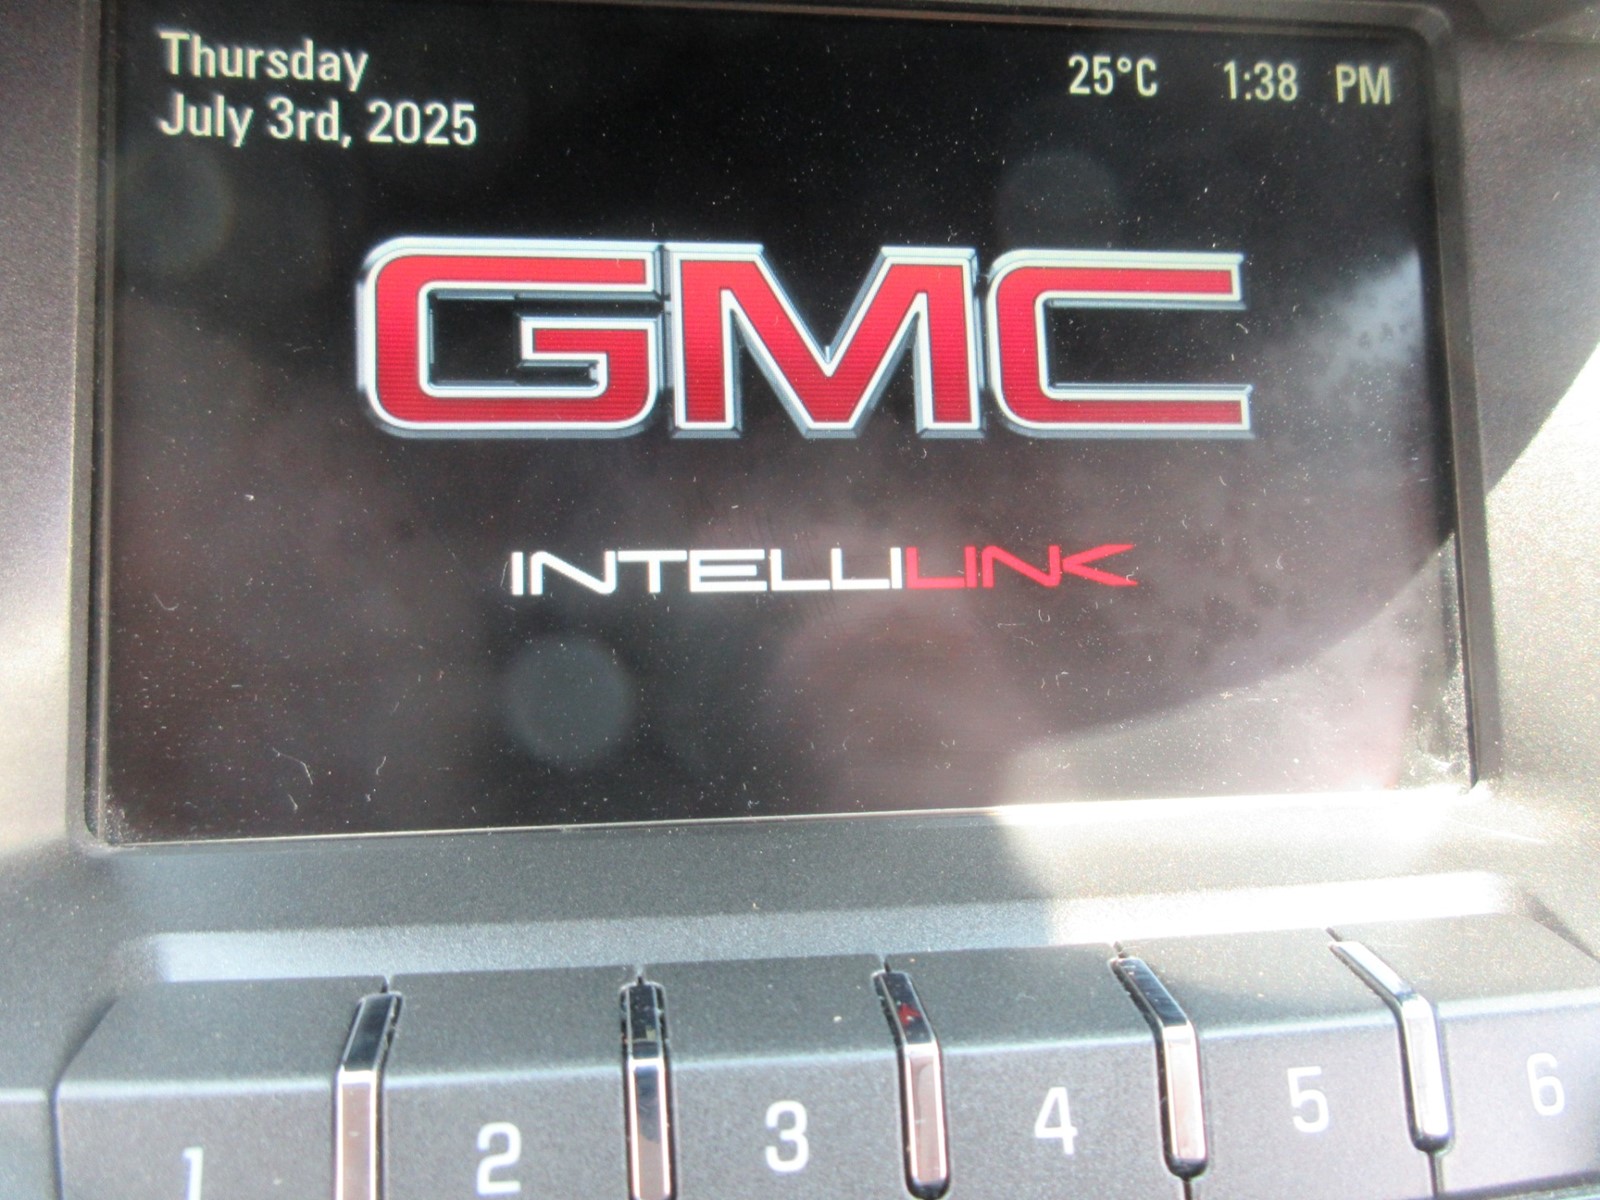 Thursday 25°C 1:38 PM
July 3rd, 2025
GMC
INTELLILINK
1 2 3 4 5 6